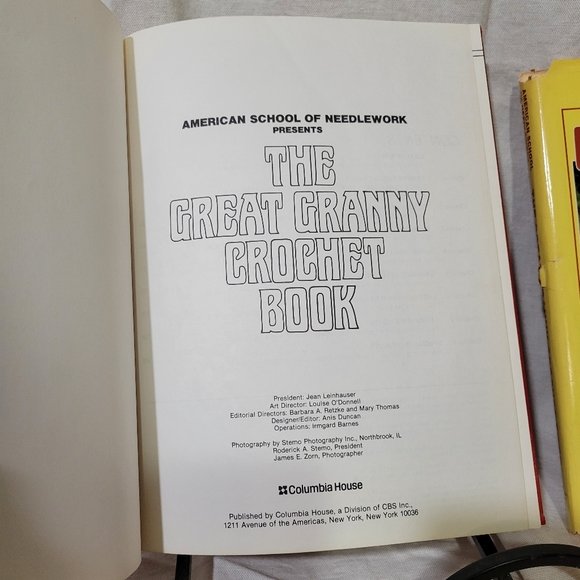 AMERICAN SCHOOL OF NEEDLEWORK
PRESENTS
THE
GREAT GRANNY
CROCHET
BOOK
President: Jean Leinhauser
Art Director: Louise O'Donnell
Editorial Directors: Barbara A. Retzke and Mary Thomas
Designer/Editor: Anis Duncan
Operations: Irmgard Barnes
Photography by Stemo Photography Inc., Northbrook, IL
Roderick A. Stemo, President
James E. Zorn, Photographer
Columbia House
Published by Columbia House, a Division of CBS Inc.,
1211 Avenue of the Americas, New York, New York 10036
AMERICAN SCHOOL